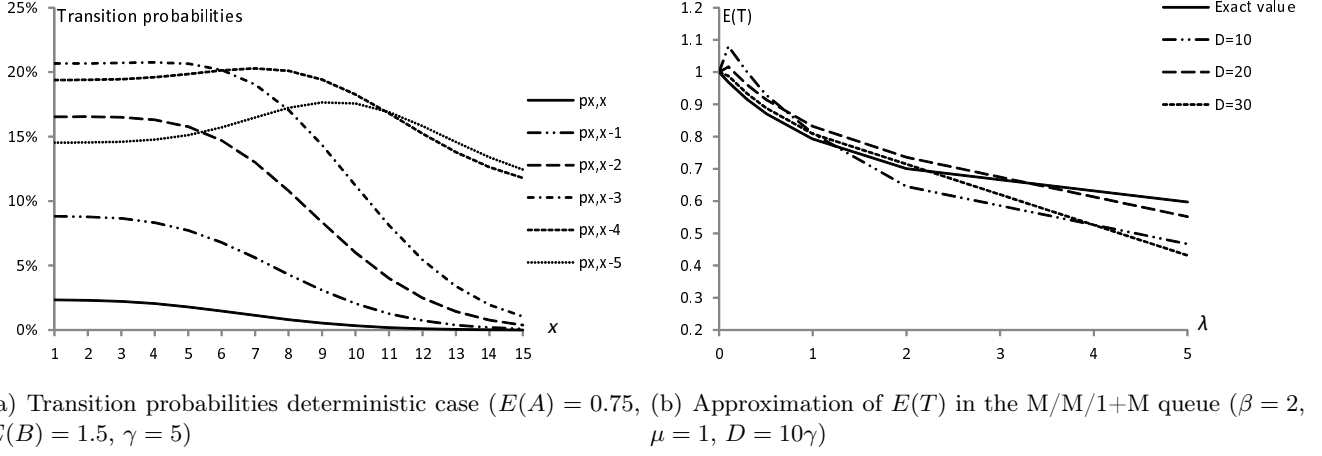 25%
Transition probabilities
20%
15%
10%
5%
0%
1 2 3 4 5 6 7 8 9 10 11 12 13 14 15
x
px,x
px,x-1
px,x-2
px,x-3
px,x-4
px,x-5
1.2
E(T)
1.1
1
0.9
0.8
0.7
0.6
0.5
0.4
0.3
0.2
0 1 2 3 4 5
λ
Exact value
D=10
D=20
D=30
a) Transition probabilities deterministic case (E(A) = 0.75,
E(B) = 1.5, γ = 5)
(b) Approximation of E(T) in the M/M/1+M queue (β = 2,
μ = 1, D = 10γ)